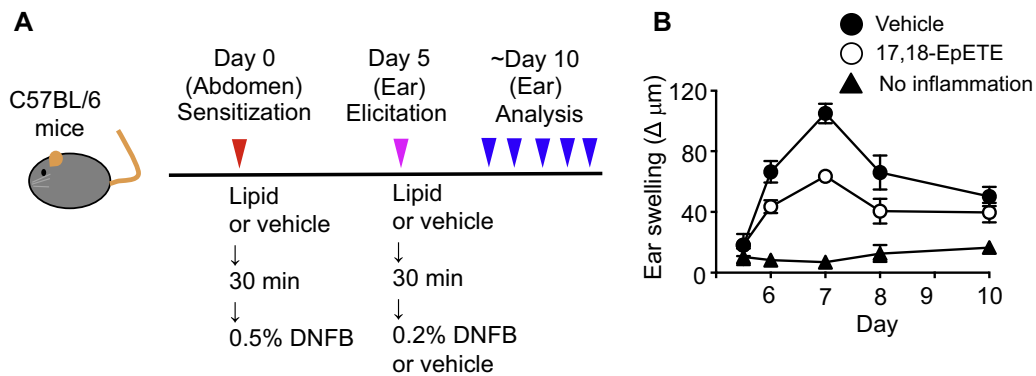 A
C57BL/6
mice
Day 0
(Abdomen)
Sensitization
Day 5
(Ear)
Elicitation
~Day 10
(Ear)
Analysis
Lipid
or vehicle
↓
30 min
↓
0.5% DNFB
Lipid
or vehicle
↓
30 min
↓
0.2% DNFB
or vehicle
B
Vehicle
17,18-EpETE
No inflammation
Ear swelling (Δ μm)
120
80
40
0
6 7 8 9 10
Day